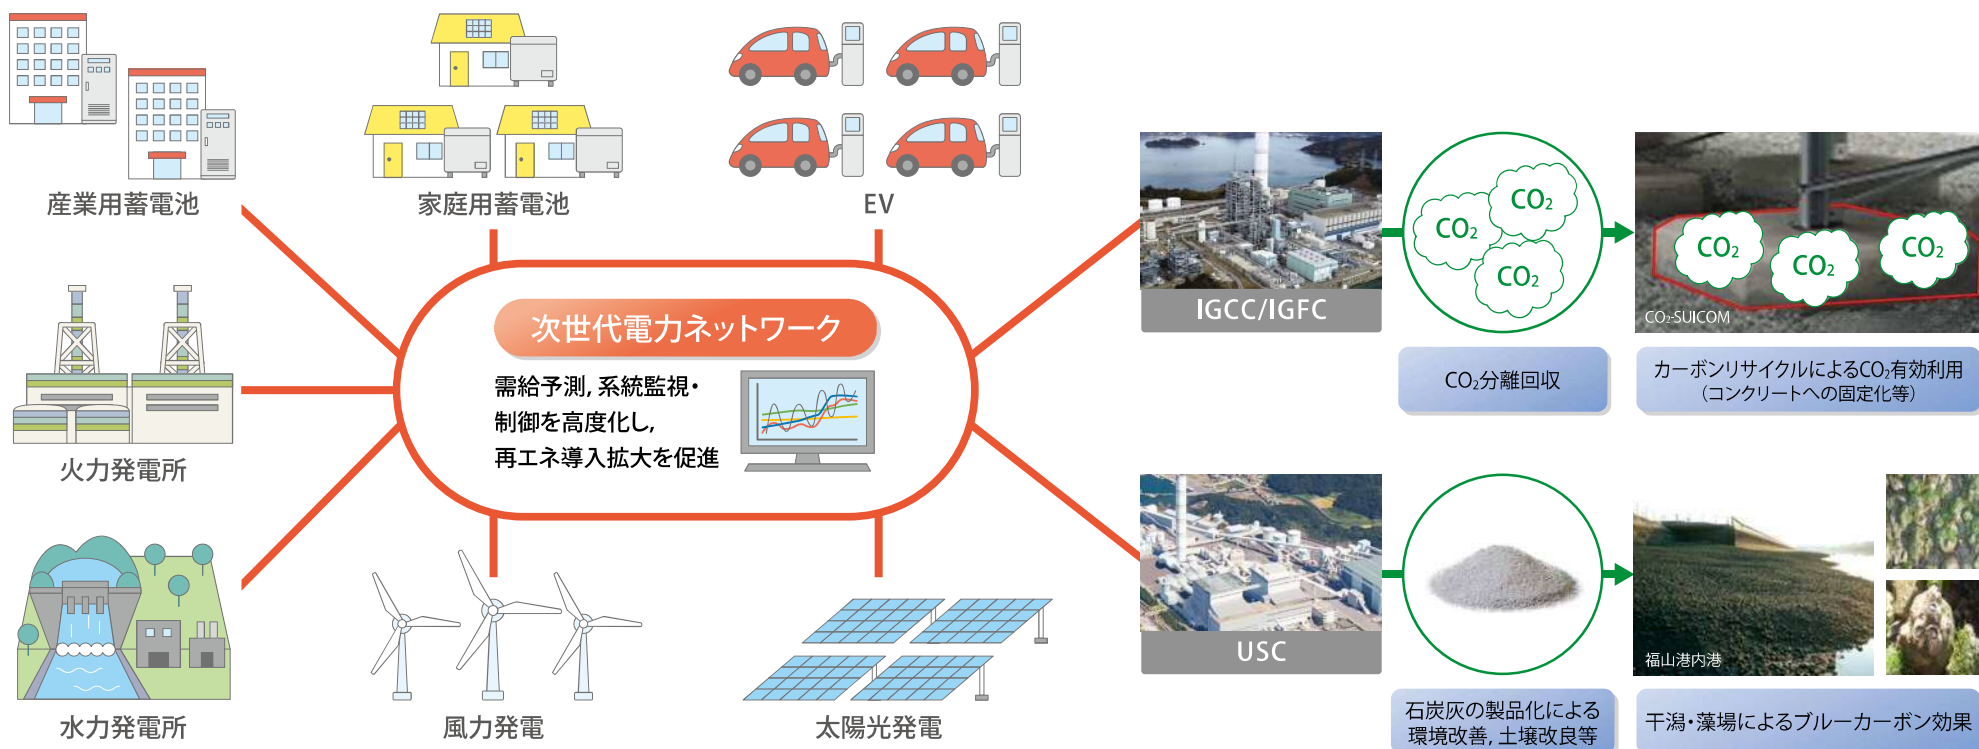 産業用蓄電池
家庭用蓄電池
EV
火力発電所
次世代電力ネットワーク
需給予測, 系統監視・
制御を高度化し,
再エネ導入拡大を促進
水力発電所
風力発電
太陽光発電
IGCC/IGFC
CO₂
CO₂
CO₂
CO₂分離回収
CO₂
CO₂
CO₂
CO₂-SUICOM
カーボンリサイクルによるCO₂有効利用
（コンクリートへの固定化等）
USC
石炭灰の製品化による
環境改善, 土壌改良等
福山港内港
干潟・藻場によるブルーカーボン効果